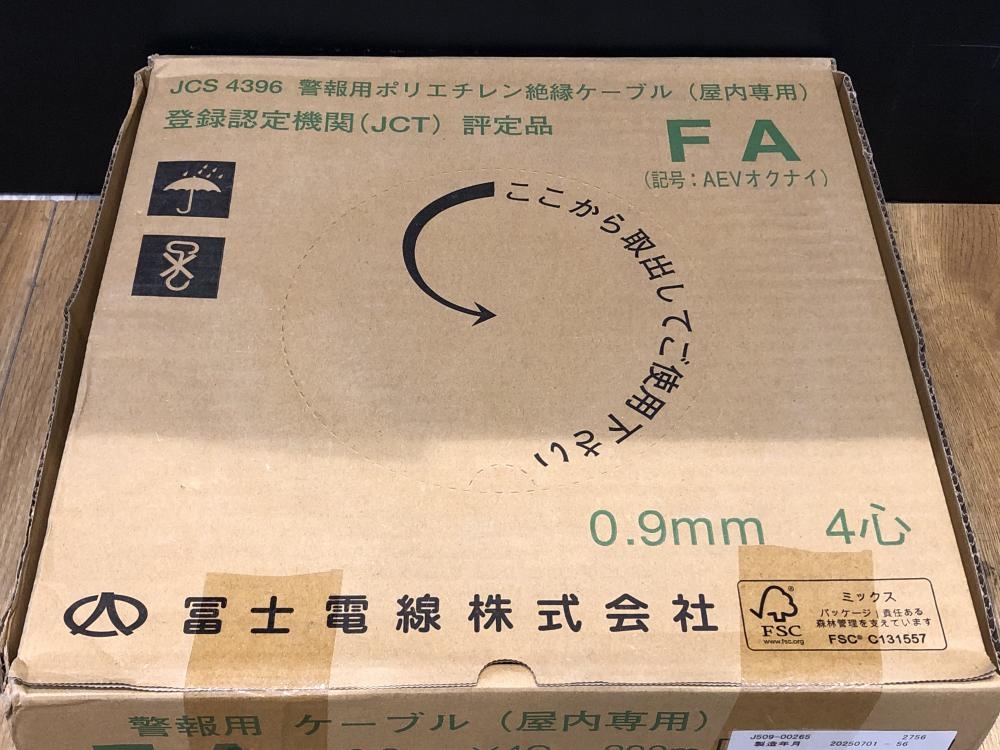 JCS 4396 警報用ポリエチレン絶縁ケーブル（屋内専用）
登録認定機関（JCT） 評定品
FA
（記号：AEVオクナイ）
ここから取出してご使用下さい
0.9mm 4心
冨士電線株式会社
FSC®
www.fsc.org
ミックス
パッケージ｜責任ある
森林管理を支えています
FSC® C131557
警報用 ケーブル（屋内専用）
J509-00265 2756
製造年月 20250701 - 56